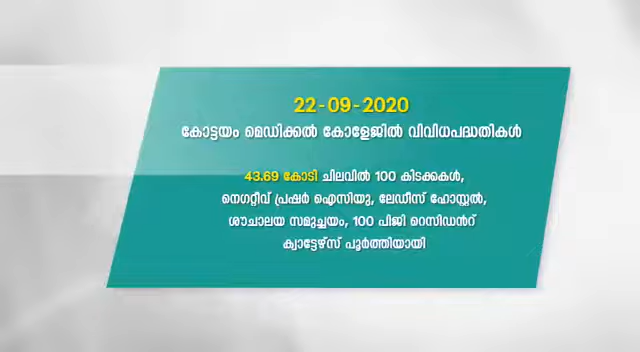 22-09-2020
കോട്ടയം മെഡിക്കൽ കോളേജിൽ വിവിധപദ്ധതികൾ
43.69 കോടി ചിലവിൽ 100 കിടക്കകൾ,
നെഗറ്റീവ് പ്രഷർ ഐസിയു, ലേഡീസ് ഹോസ്റ്റൽ,
ശൗചാലയ സമുച്ചയം, 100 പിജി റെസിഡൻറ്
ക്വാട്ടേഴ്സ് പൂർത്തിയായി